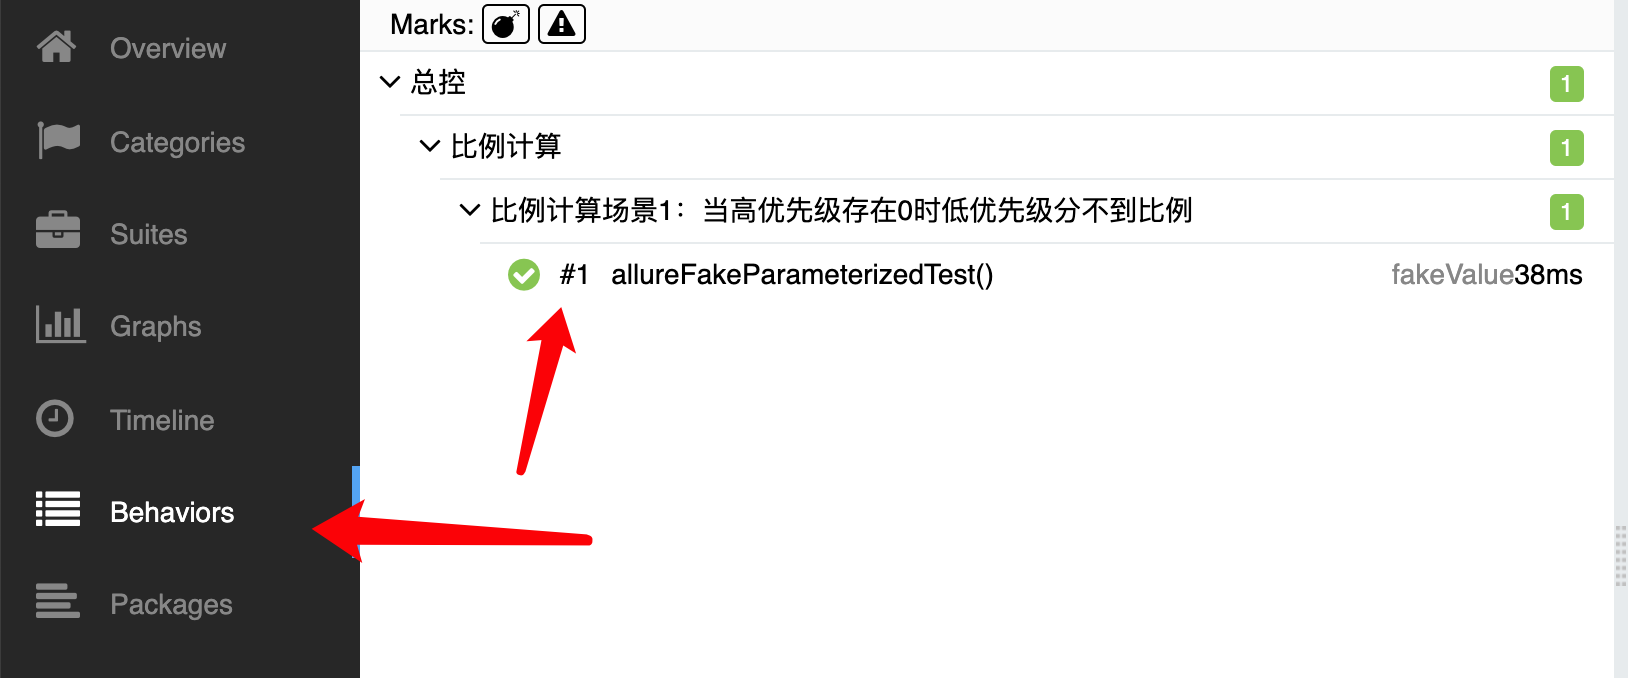 Overview
Categories
Suites
Graphs
Timeline
Behaviors
Packages
Marks:
总控 1
比例计算 1
比例计算场景1：当高优先级存在0时低优先级分不到比例 1
#1 allureFakeParameterizedTest() fakeValue38ms